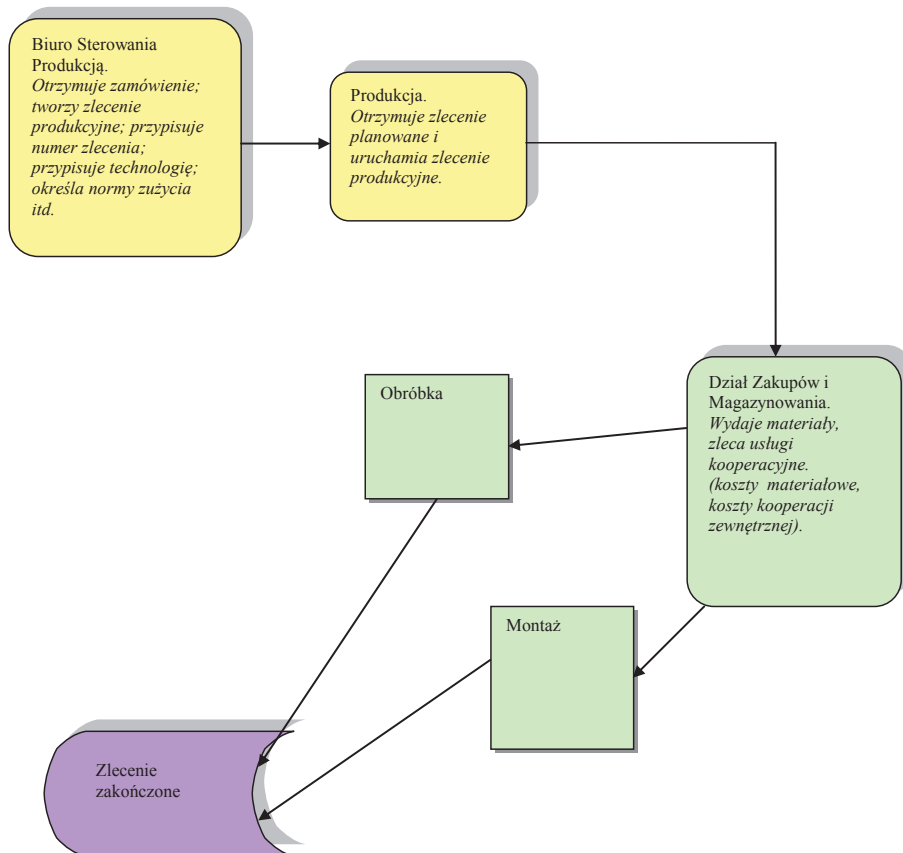 Biuro Sterowania
Produkcją.
Otrzymuje zamówienie;
tworzy zlecenie
produkcyjne; przypisuje
numer zlecenia;
przypisuje technologię;
określa normy zużycia
itd.
Produkcja.
Otrzymuje zlecenie
planowane i
uruchamia zlecenie
produkcyjne.
Dział Zakupów i
Magazynowania.
Wydaje materiały,
zleca usługi
kooperacyjne.
(koszty materiałowe,
koszty kooperacji
zewnętrznej).
Obróbka
Montaż
Zlecenie
zakończone